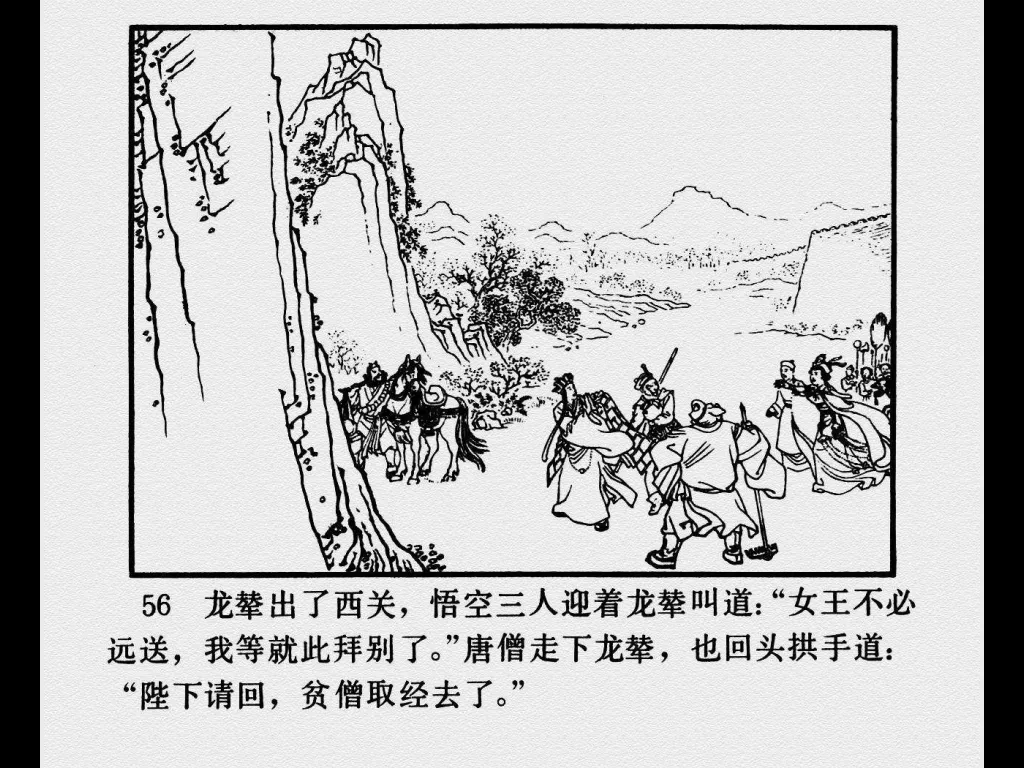 56 龙辇出了西关，悟空三人迎着龙辇叫道：“女王不必
远送，我等就此拜别了。”唐僧走下龙辇，也回头拱手道：
“陛下请回，贫僧取经去了。”